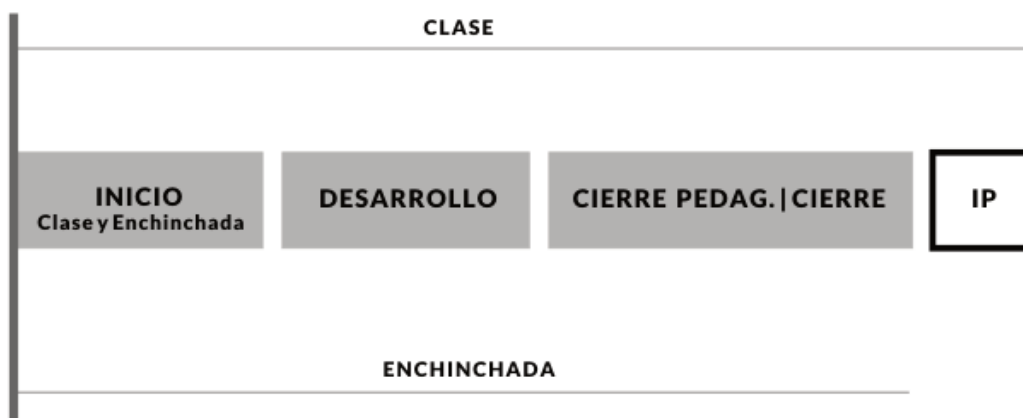 CLASE
INICIO
Clase y Enchinchada
DESARROLLO
CIERRE PEDAG.|CIERRE
IP
ENCHINCHADA